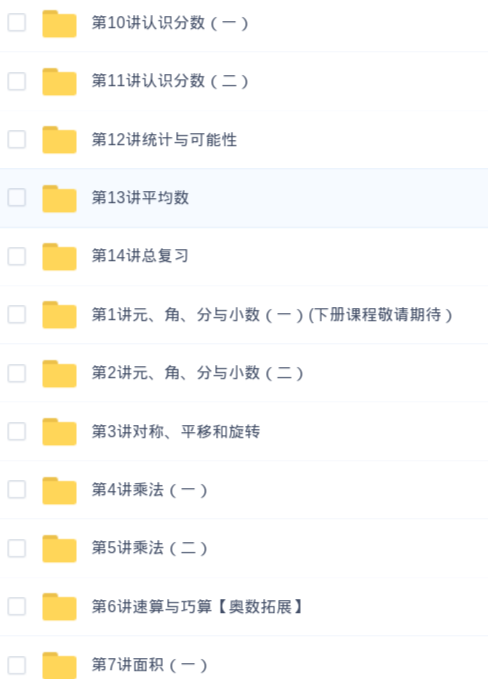 第10讲认识分数（一）
第11讲认识分数（二）
第12讲统计与可能性
第13讲平均数
第14讲总复习
第1讲元、角、分与小数（一）(下册课程敬请期待）
第2讲元、角、分与小数（二）
第3讲对称、平移和旋转
第4讲乘法（一）
第5讲乘法（二）
第6讲速算与巧算【奥数拓展】
第7讲面积（一）